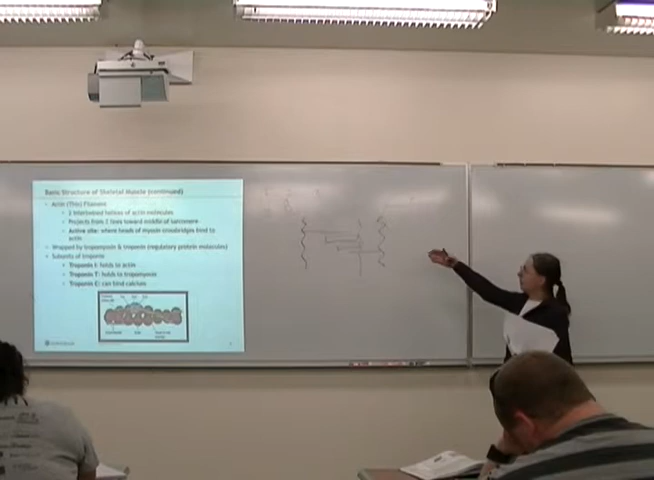 Basic Structure of Skeletal Muscle (continued)
Actin (Thin) Filament
2 intertwined helices of actin molecules
Projects from Z lines toward middle of sarcomere
Active site: where heads of myosin crossbridges bind to
actin
Wrapped by tropomyosin & troponin (regulatory protein molecules)
Subunits of troponin
Troponin I: holds to actin
Troponin T: holds to tropomyosin
Troponin C: can bind calcium